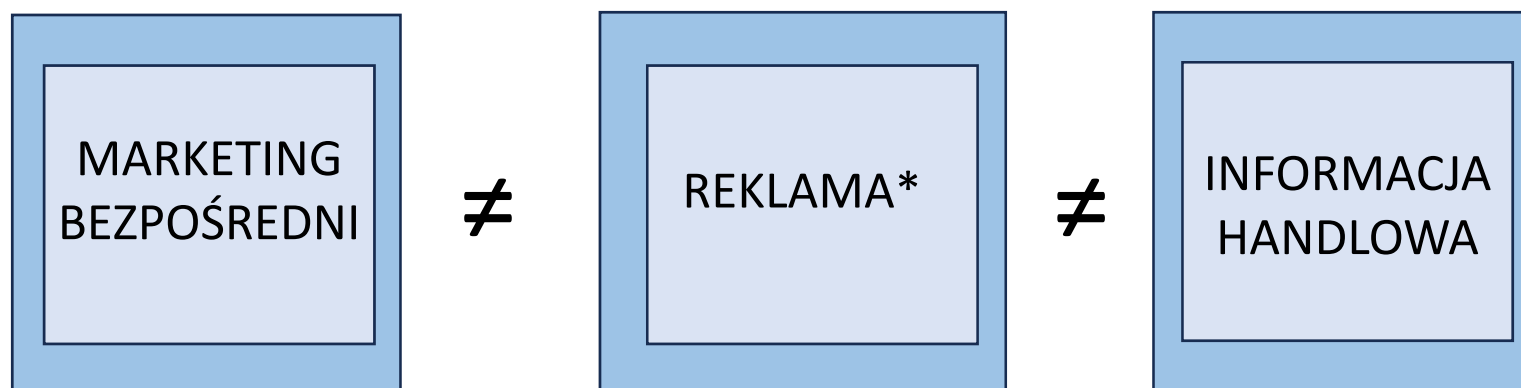 MARKETING
BEZPOŚREDNI
≠
REKLAMA*
≠
INFORMACJA
HANDLOWA